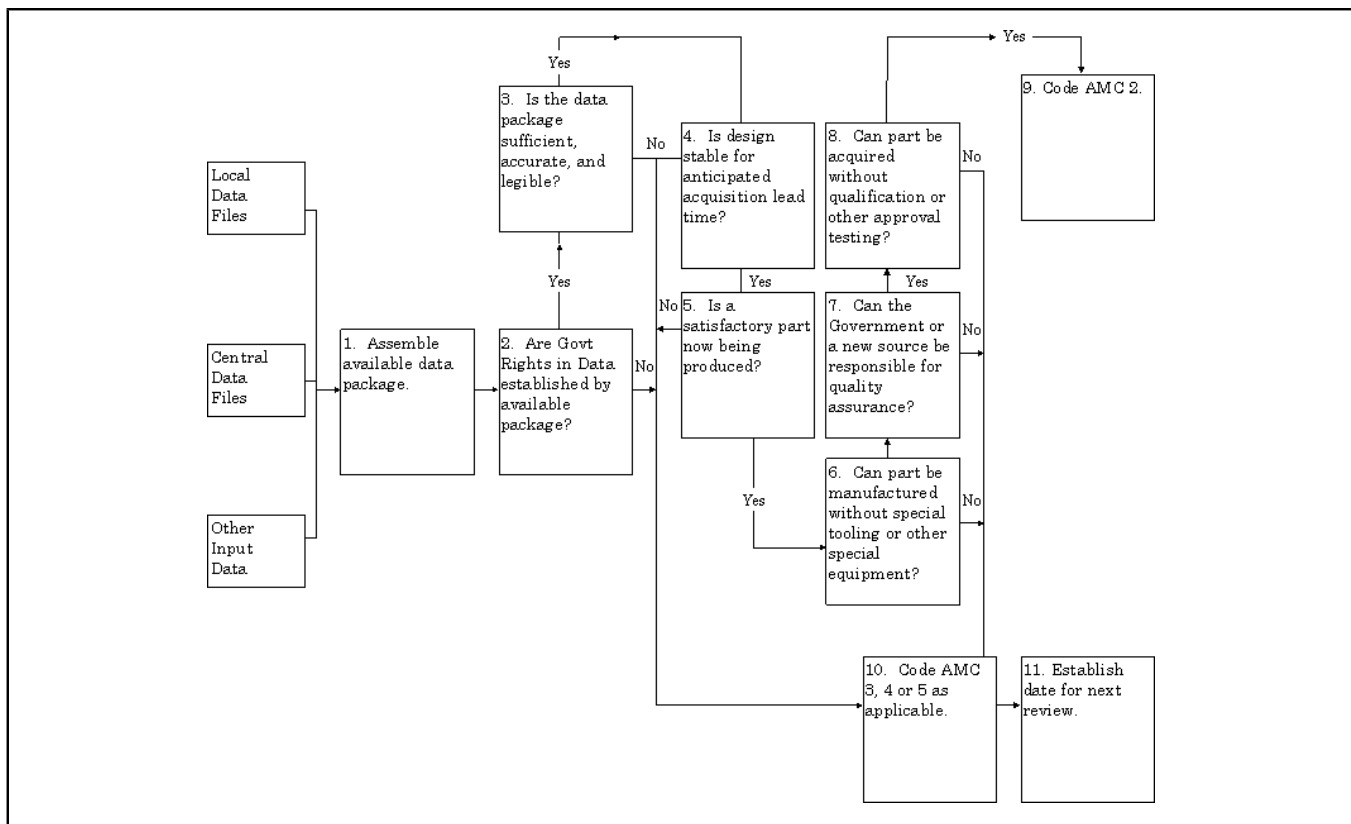 Local
Data
Files
Central
Data
Files
Other
Input
Data
1. Assemble
available data
package.
2. Are Govt
Rights in Data
established by
available
package?
No
Yes
3. Is the data
package
sufficient,
accurate, and
legible?
Yes
No
4. Is design
stable for
anticipated
acquisition lead
time?
Yes
No
5. Is a
satisfactory part
now being
produced?
Yes
6. Can part be
manufactured
without special
tooling or other
special
equipment?
No
7. Can the
Government or
a new source be
responsible for
quality
assurance?
No
Yes
8. Can part be
acquired
without
qualification or
other approval
testing?
No
Yes
9. Code AMC 2.
10. Code AMC
3, 4 or 5 as
applicable.
11. Establish
date for next
review.